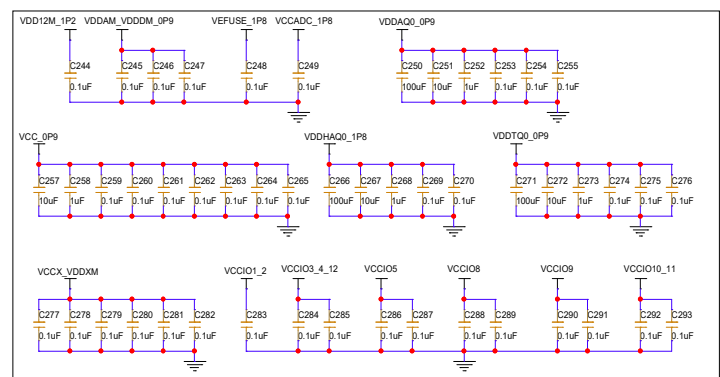 VDD12M_1P2 VDDAM_VDDDM_0P9 VEFUSE_1P8 VCCADC_1P8 VDDAQ0_0P9
C244 C245 C246 C247 C248 C249 C250 C251 C252 C253 C254 C255
0.1uF 0.1uF 0.1uF 0.1uF 0.1uF 0.1uF 100uF 10uF 1uF 0.1uF 0.1uF 0.1uF
VCC_0P9 VDDHAQ0_1P8 VDDTQ0_0P9
C257 C258 C259 C260 C261 C262 C263 C264 C265 C266 C267 C268 C269 C270 C271 C272 C273 C274 C275 C276
10uF 1uF 0.1uF 0.1uF 0.1uF 0.1uF 0.1uF 0.1uF 0.1uF 100uF 10uF 1uF 0.1uF 0.1uF 100uF 10uF 1uF 0.1uF 0.1uF 0.1uF
VCCX_VDDXM VCCIO1_2 VCCIO3_4_12 VCCIO5 VCCIO8 VCCIO9 VCCIO10_11
C277 C278 C279 C280 C281 C282 C283 C284 C285 C286 C287 C288 C289 C290 C291 C292 C293
0.1uF 0.1uF 0.1uF 0.1uF 0.1uF 0.1uF 0.1uF 0.1uF 0.1uF 0.1uF 0.1uF 0.1uF 0.1uF 0.1uF 0.1uF 0.1uF 0.1uF